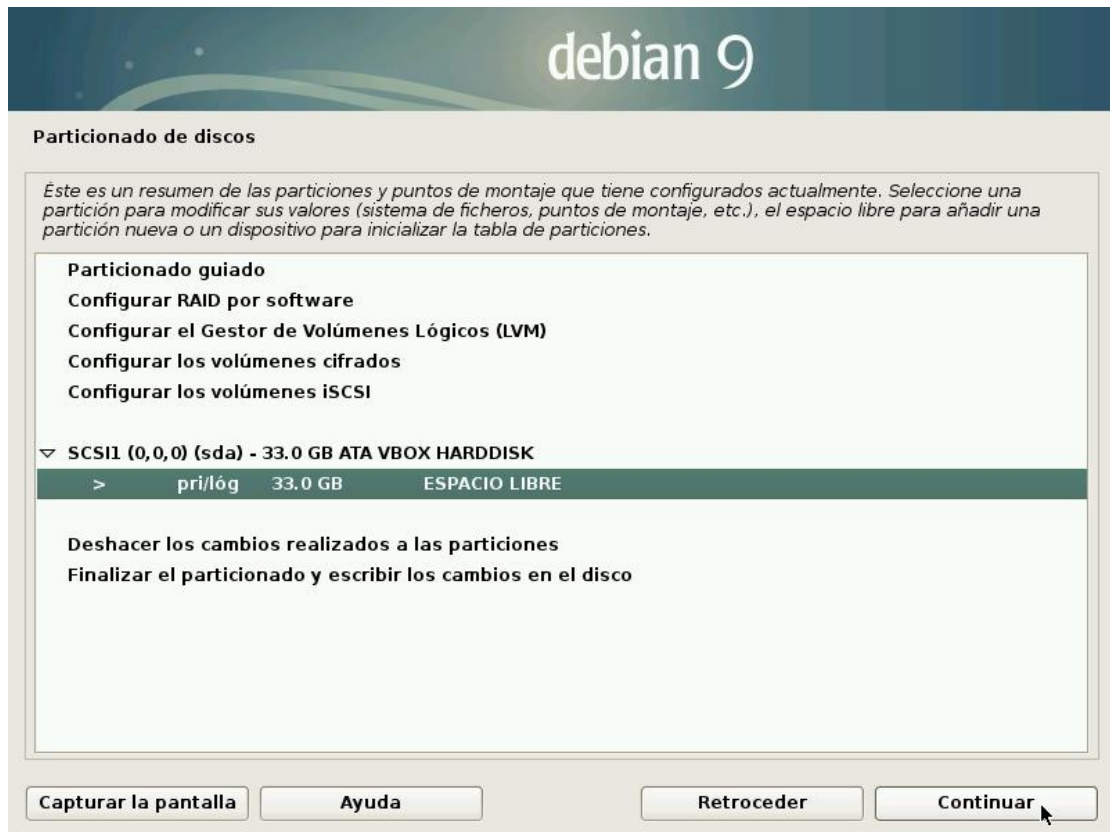 debian 9
Particionado de discos
Éste es un resumen de las particiones y puntos de montaje que tiene configurados actualmente. Seleccione una
partición para modificar sus valores (sistema de ficheros, puntos de montaje, etc.), el espacio libre para añadir una
partición nueva o un dispositivo para inicializar la tabla de particiones.
Particionado guiado
Configurar RAID por software
Configurar el Gestor de Volúmenes Lógicos (LVM)
Configurar los volúmenes cifrados
Configurar los volúmenes iSCSI
SCSI1 (0,0,0) (sda) - 33.0 GB ATA VBOX HARDDISK
> pri/lóg 33.0 GB ESPACIO LIBRE
Deshacer los cambios realizados a las particiones
Finalizar el particionado y escribir los cambios en el disco
Capturar la pantalla Ayuda Retroceder Continuar